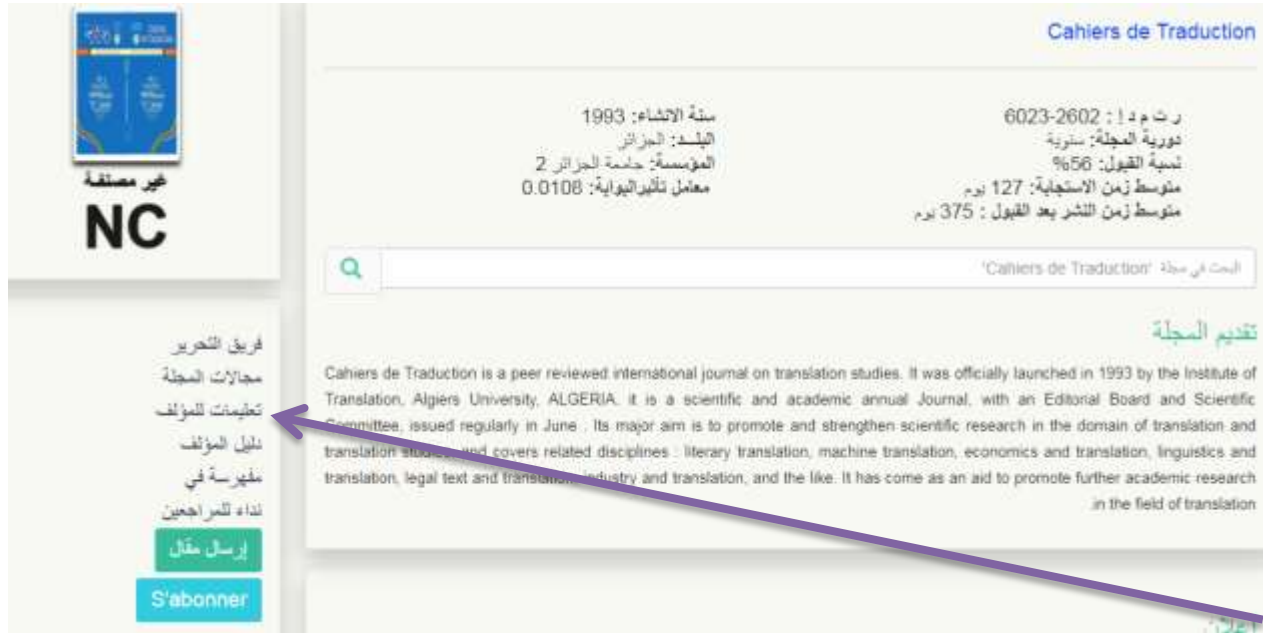 Cahiers de Traduction
ر ت م د إ : 2602-6023
دورية المجلة: سنوية
نسبة القبول: 56%
متوسط زمن الاستجابة: 127 يوم
متوسط زمن النشر بعد القبول : 375 يوم
سنة الانشاء: 1993
البلد: الجزائر
المؤسسة: جامعة الجزائر 2
معامل تأثير البوابة: 0.0108
البحث في مجلة 'Cahiers de Traduction'
تقديم المجلة
Cahiers de Traduction is a peer reviewed international journal on translation studies. It was officially launched in 1993 by the Institute of
Translation, Algiers University, ALGERIA. it is a scientific and academic annual Journal, with an Editorial Board and Scientific
Committee, issued regularly in June . Its major aim is to promote and strengthen scientific research in the domain of translation and
translation studies, and covers related disciplines : literary translation, machine translation, economics and translation, linguistics and
translation, legal text and translation, industry and translation, and the like. It has come as an aid to promote further academic research
in the field of translation.
اعلان
غير مصنفة
NC
فريق التحرير
مجالات المجلة
تعليمات للمؤلف
دليل المؤلف
مفهرسة في
نداء للمراجعين
إرسال مقال
S'abonner